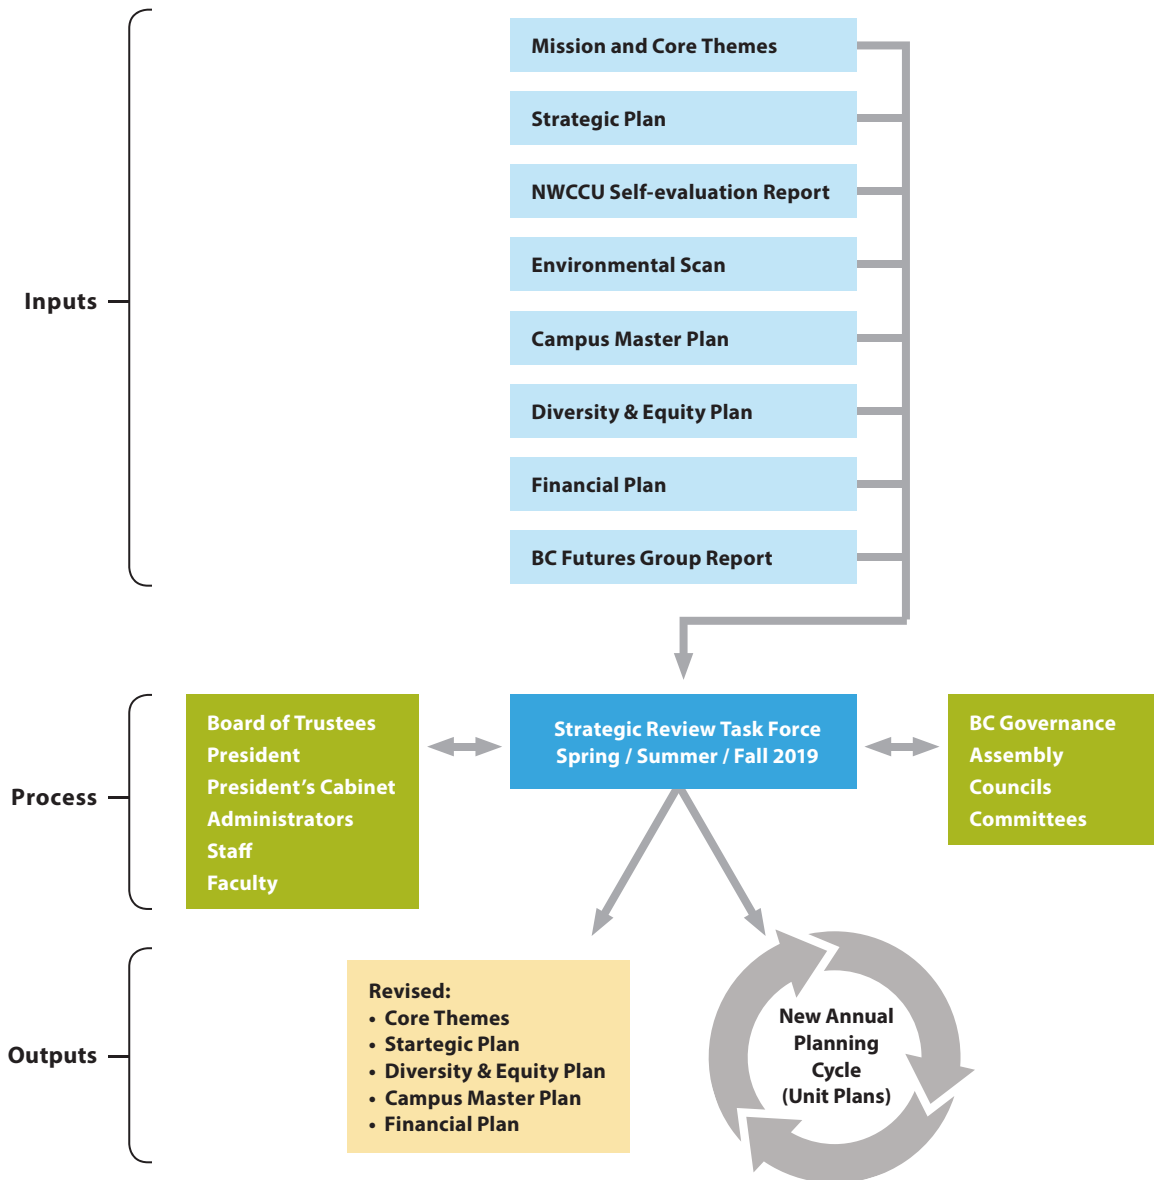 Inputs
Mission and Core Themes
Strategic Plan
NWCCU Self-evaluation Report
Environmental Scan
Campus Master Plan
Diversity & Equity Plan
Financial Plan
BC Futures Group Report
Process
Board of Trustees
President
President’s Cabinet
Administrators
Staff
Faculty
Strategic Review Task Force
Spring / Summer / Fall 2019
BC Governance
Assembly
Councils
Committees
Outputs
Revised:
• Core Themes
• Startegic Plan
• Diversity & Equity Plan
• Campus Master Plan
• Financial Plan
New Annual
Planning
Cycle
(Unit Plans)